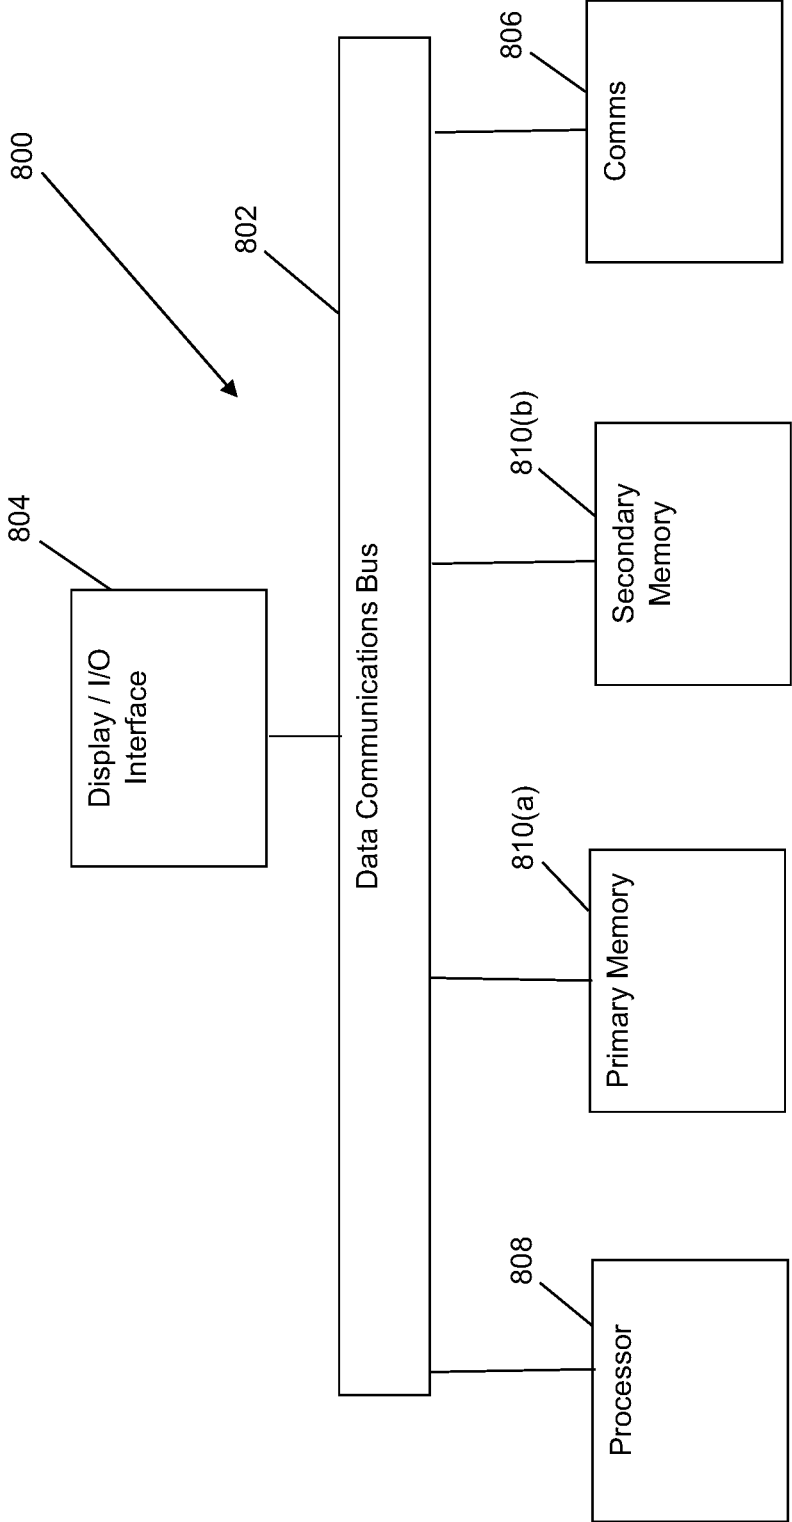 800
804
Display / I/O
Interface
802
Data Communications Bus
808
Processor
810(a)
Primary Memory
810(b)
Secondary
Memory
806
Comms